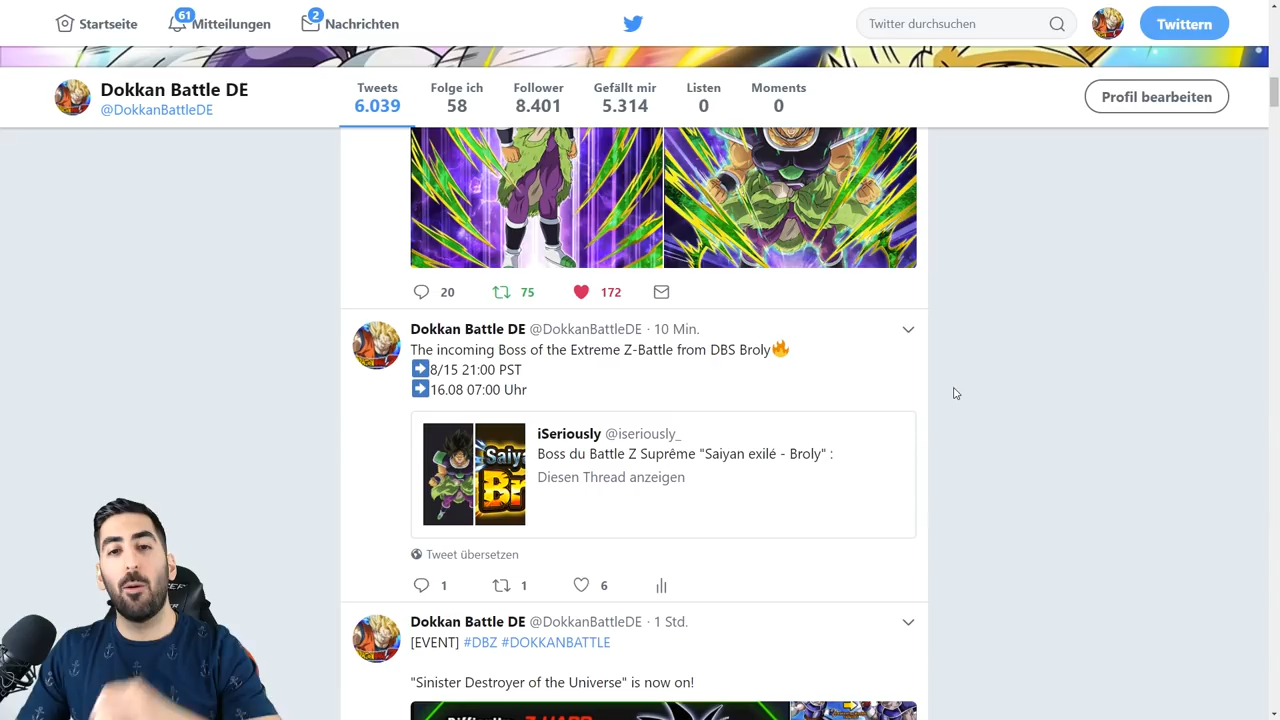 Startseite
61
Mitteilungen
2
Nachrichten
Twitter durchsuchen
Twittern
Dokkan Battle DE
@DokkanBattleDE
Tweets
6.039
Folge ich
58
Follower
8.401
Gefällt mir
5.314
Listen
0
Moments
0
Profil bearbeiten
20
75
172
Dokkan Battle DE @DokkanBattleDE · 10 Min.
The incoming Boss of the Extreme Z-Battle from DBS Broly🔥
➡8/15 21:00 PST
➡16.08 07:00 Uhr
iSeriously @iseriously_
Boss du Battle Z Suprême "Saiyan exilé - Broly" :
Diesen Thread anzeigen
Saiy
Br
Tweet übersetzen
1
1
6
Dokkan Battle DE @DokkanBattleDE · 1 Std.
[EVENT] #DBZ #DOKKANBATTLE
"Sinister Destroyer of the Universe" is now on!